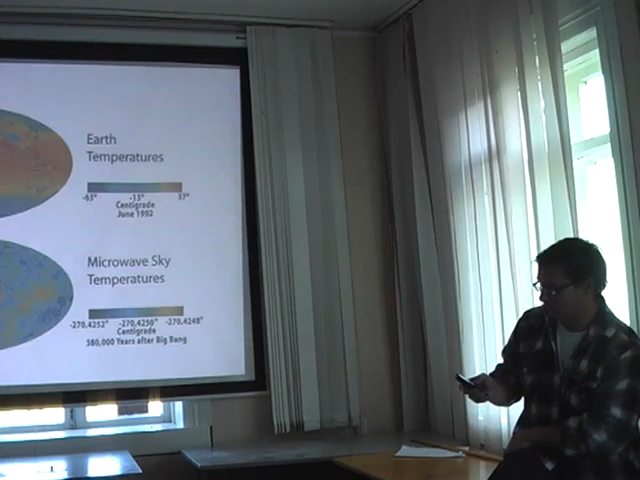 Earth
Temperatures
-63° -13° 37°
Centigrade
June 1992
Microwave Sky
Temperatures
-270.4252° -270.4250° -270.4248°
Centigrade
380,000 Years after Big Bang